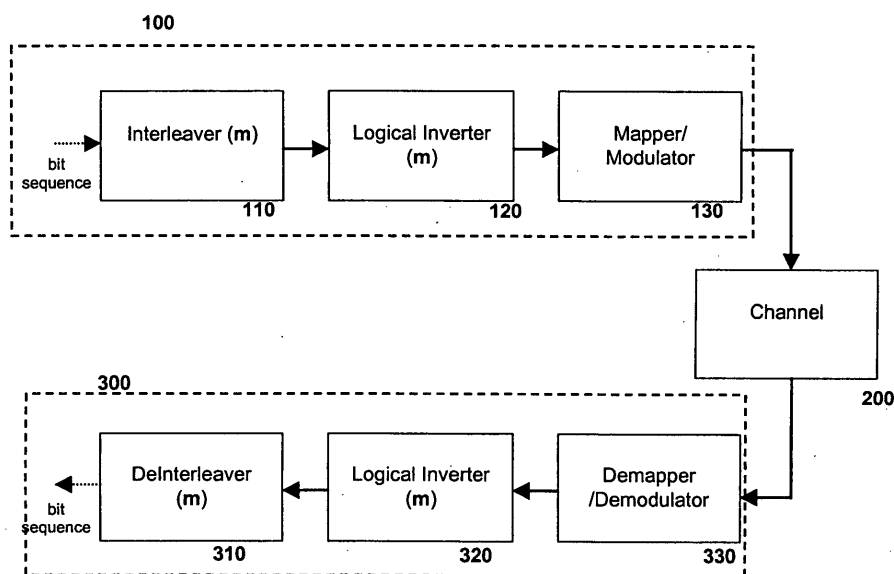 100
bit
sequence
Interleaver (m)
110
Logical Inverter
(m)
120
Mapper/
Modulator
130
Channel
200
300
bit
sequence
DeInterleaver
(m)
310
Logical Inverter
(m)
320
Demapper
/Demodulator
330